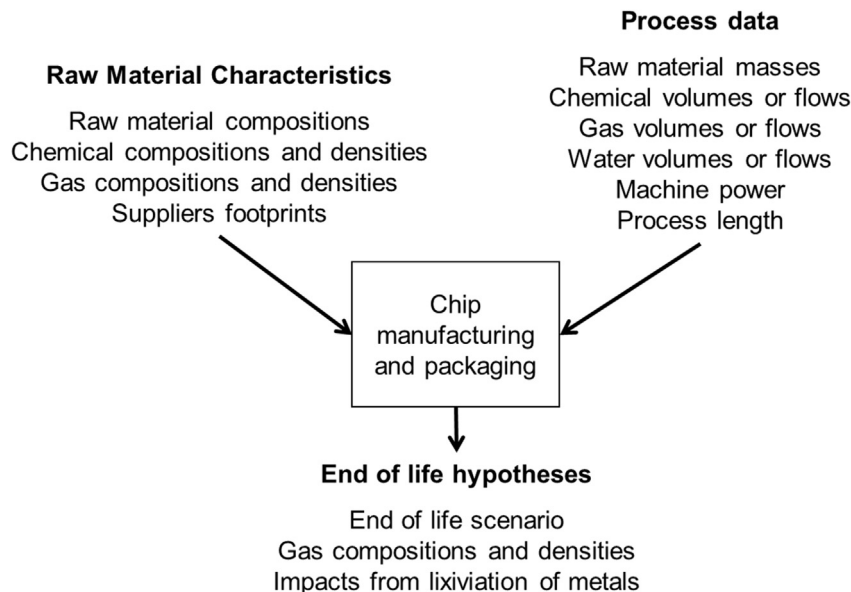 Process data
Raw material masses
Chemical volumes or flows
Gas volumes or flows
Water volumes or flows
Machine power
Process length
Raw Material Characteristics
Raw material compositions
Chemical compositions and densities
Gas compositions and densities
Suppliers footprints
Chip
manufacturing
and packaging
End of life hypotheses
End of life scenario
Gas compositions and densities
Impacts from lixiviation of metals